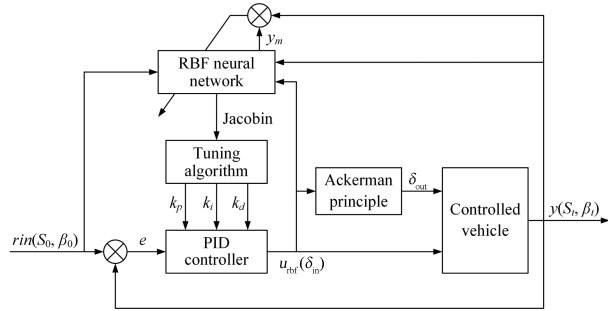 y_m
RBF neural
network
Jacobin
Tuning
algorithm
Ackerman
principle
δ_out
k_p
k_i
k_d
Controlled
vehicle
y(S_t, β_t)
rin(S_0, β_0)
e
PID
controller
u_rbf(δ_in)